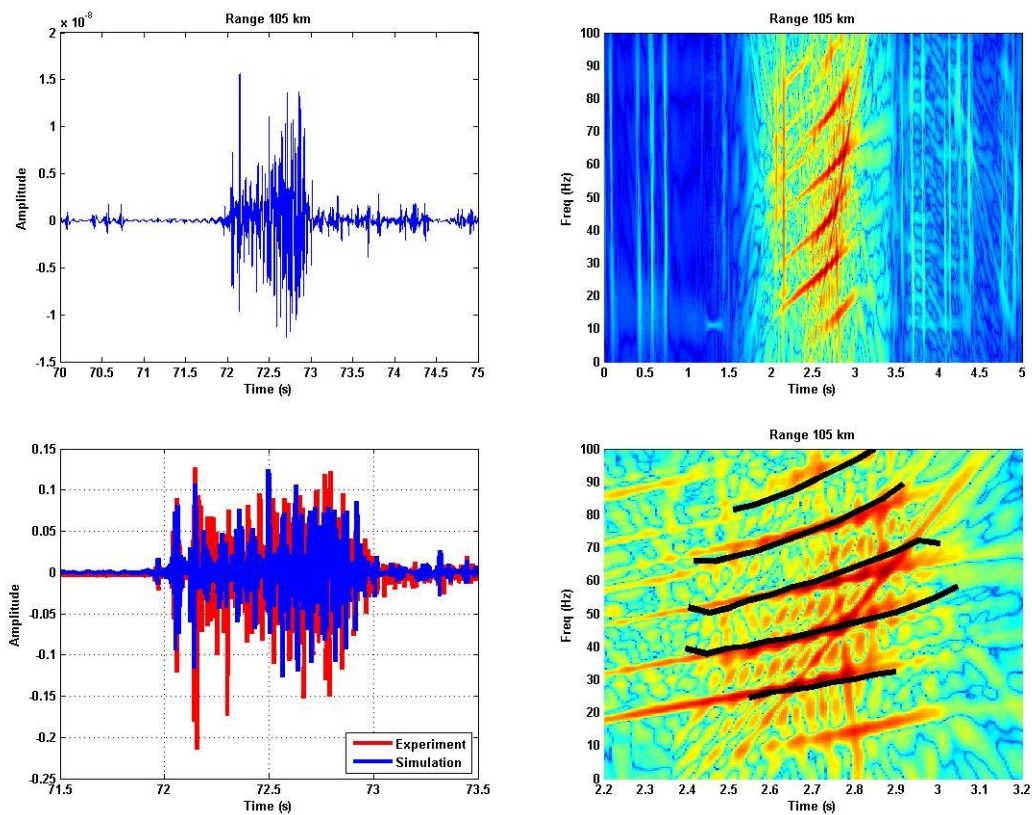 Range 105 km
x 10^-8
2
1.5
1
0.5
0
-0.5
-1
-1.5
Amplitude
70 70.5 71 71.5 72 72.5 73 73.5 74 74.5 75
Time (s)
Range 105 km
100
90
80
70
60
50
40
30
20
10
0
Freq (Hz)
0 0.5 1 1.5 2 2.5 3 3.5 4 4.5 5
Time (s)
0.15
0.1
0.05
0
-0.05
-0.1
-0.15
-0.2
-0.25
Amplitude
Experiment
Simulation
71.5 72 72.5 73 73.5
Time (s)
Range 105 km
100
90
80
70
60
50
40
30
20
10
0
Freq (Hz)
2.2 2.3 2.4 2.5 2.6 2.7 2.8 2.9 3 3.1 3.2
Time (s)